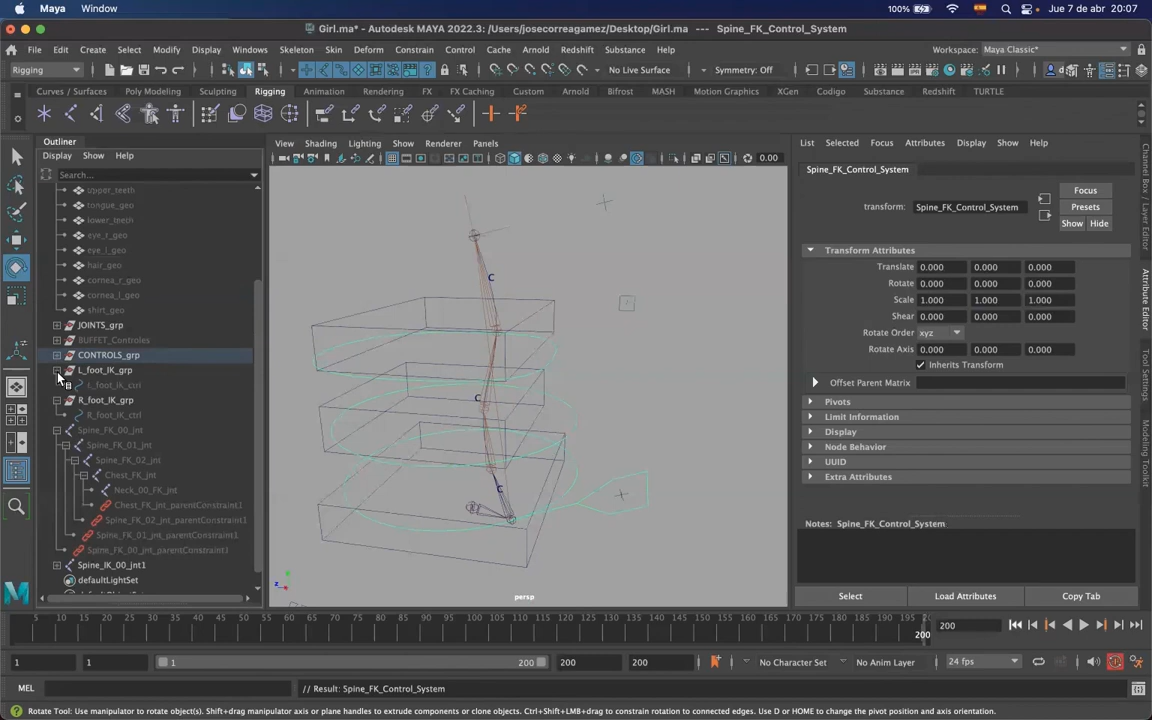 Maya Window 100% Jue 7 de abr 20:07
Girl.ma* - Autodesk MAYA 2022.3: /Users/josecorreagamez/Desktop/Girl.ma --- Spine_FK_Control_System
File Edit Create Select Modify Display Windows Skeleton Skin Deform Constrain Control Cache Arnold Redshift Substance Help Workspace: Maya Classic*
Rigging No Live Surface Symmetry: Off
Curves / Surfaces Poly Modeling Sculpting Rigging Animation Rendering FX FX Caching Custom Arnold Bifrost MASH Motion Graphics XGen Codigo Substance Redshift TURTLE
Outliner
Display Show Help
Search...
upper_teeth
tongue_geo
lower_teeth
eye_r_geo
eye_l_geo
hair_geo
cornea_r_geo
cornea_l_geo
shirt_geo
JOINTS_grp
BUFFET_Controles
CONTROLS_grp
L_foot_IK_grp
L_foot_ik_ctrl
R_foot_IK_grp
R_foot_IK_ctrl
Spine_FK_00_jnt
Spine_FK_01_jnt
Spine_FK_02_jnt
Chest_FK_jnt
Neck_00_FK_jnt
Chest_FK_jnt_parentConstraint1
Spine_FK_02_jnt_parentConstraint1
Spine_FK_01_jnt_parentConstraint1
Spine_FK_00_jnt_parentConstraint1
Spine_IK_00_jnt1
defaultLightSet
View Shading Lighting Show Renderer Panels
0.00
C
C
C
z
persp
List Selected Focus Attributes Display Show Help
Spine_FK_Control_System
transform: Spine_FK_Control_System
Focus
Presets
Show Hide
Transform Attributes
Translate 0.000 0.000 0.000
Rotate 0.000 0.000 0.000
Scale 1.000 1.000 1.000
Shear 0.000 0.000 0.000
Rotate Order xyz
Rotate Axis 0.000 0.000 0.000
Inherits Transform
Offset Parent Matrix
Pivots
Limit Information
Display
Node Behavior
UUID
Extra Attributes
Notes: Spine_FK_Control_System
Select Load Attributes Copy Tab
Channel Box / Layer Editor
Attribute Editor
Tool Settings
Modeling Toolkit
5 10 15 20 25 30 35 40 45 50 55 60 65 70 75 80 85 90 95 100 105 110 115 120 125 130 135 140 145 150 155 160 165 170 175 180 185 190 195 200
200
1 1 1 200 200 200 No Character Set No Anim Layer 24 fps
MEL // Result: Spine_FK_Control_System
Rotate Tool: Use manipulator to rotate object(s). Shift+drag manipulator axis or plane handles to extrude components or clone objects. Use Ctrl+Shift+LMB+drag to constrain rotation to connected edges. Use D or HOME to change the pivot position and axis orientation.